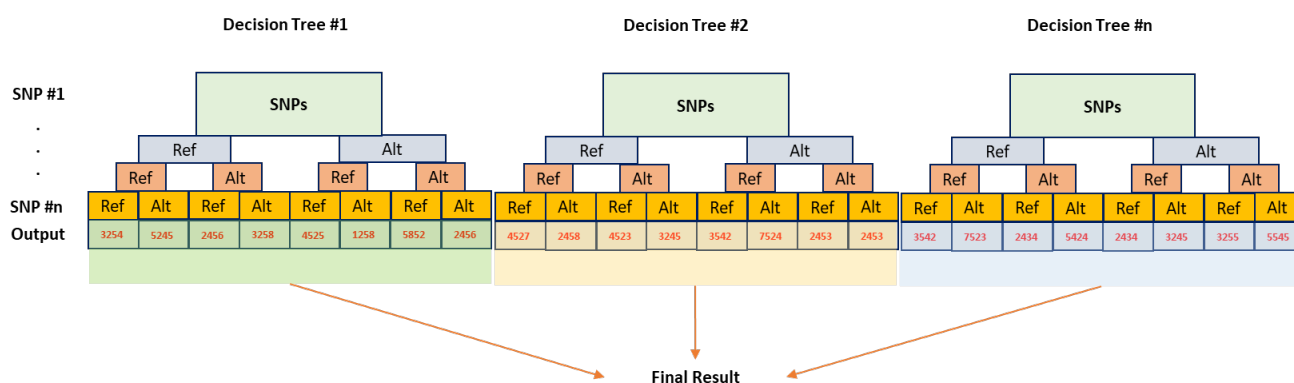 Decision Tree #1 Decision Tree #2 Decision Tree #n
SNP #1 SNPs SNPs SNPs
.
.
.
.
Ref Alt Ref Alt Ref Alt
Ref Alt Ref Alt Ref Alt Ref Alt Ref Alt Ref Alt
SNP #n Ref Alt Ref Alt Ref Alt Ref Alt Ref Alt Ref Alt Ref Alt Ref Alt Ref Alt Ref Alt Ref Alt Ref Alt
Output 3254 5245 2456 3258 4525 1258 5852 2456 4527 2458 4523 3245 3542 7524 2453 2453 3542 7523 2434 5424 2434 3245 3255 5545
Final Result